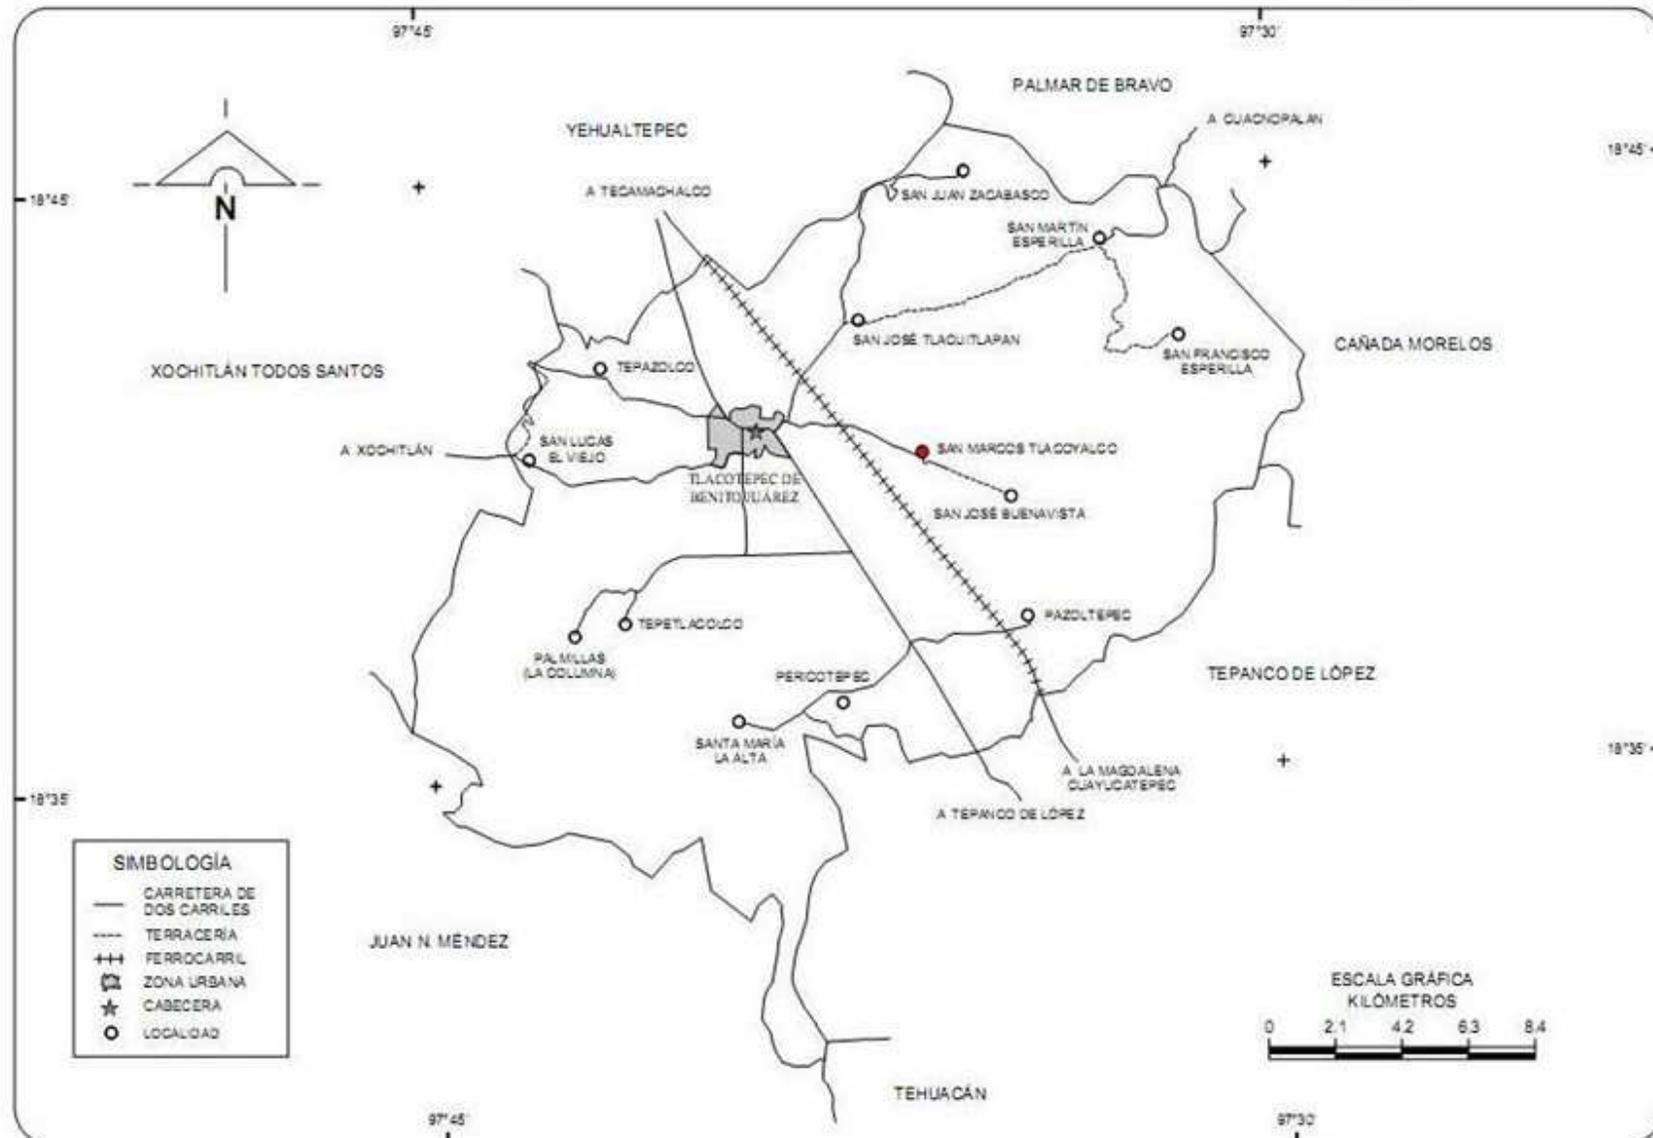 97°45'
97°30'
PALMAR DE BRAVO
YEHUALTEPEC
A CUACNOPALAN
18°45'
A TECAMACHALCO
SAN JUAN ZACABASCO
18°45'
N
SAN MARTÍN
ESPERILLA
SAN JOSÉ TLACUITLAPAN
CAÑADA MORELOS
SAN FRANCISCO
ESPERILLA
XOCHITLÁN TODOS SANTOS
TEPAZOLCO
A XOCHITLÁN
SAN LUCAS
EL VIEJO
SAN MARCOS TLACOYALCO
TLACOTEPEC DE
BENITO JUÁREZ
SAN JOSÉ BUENAVISTA
PAZOLTEPEC
TEPETLACOLCO
PALMILLAS
(LA COLUMNA)
PERICOTEPEC
TEPANCO DE LÓPEZ
SANTA MARÍA
LA ALTA
18°35'
A LA MAGDALENA
CUAYUCATEPEC
18°35'
A TEPANCO DE LÓPEZ
SIMBOLOGÍA
CARRETERA DE
DOS CARRILES
TERRACERÍA
FERROCARRIL
ZONA URBANA
CABECERA
LOCALIDAD
JUAN N. MÉNDEZ
ESCALA GRÁFICA
KILÓMETROS
0 2.1 4.2 6.3 8.4
TEHUACÁN
97°45'
97°30'